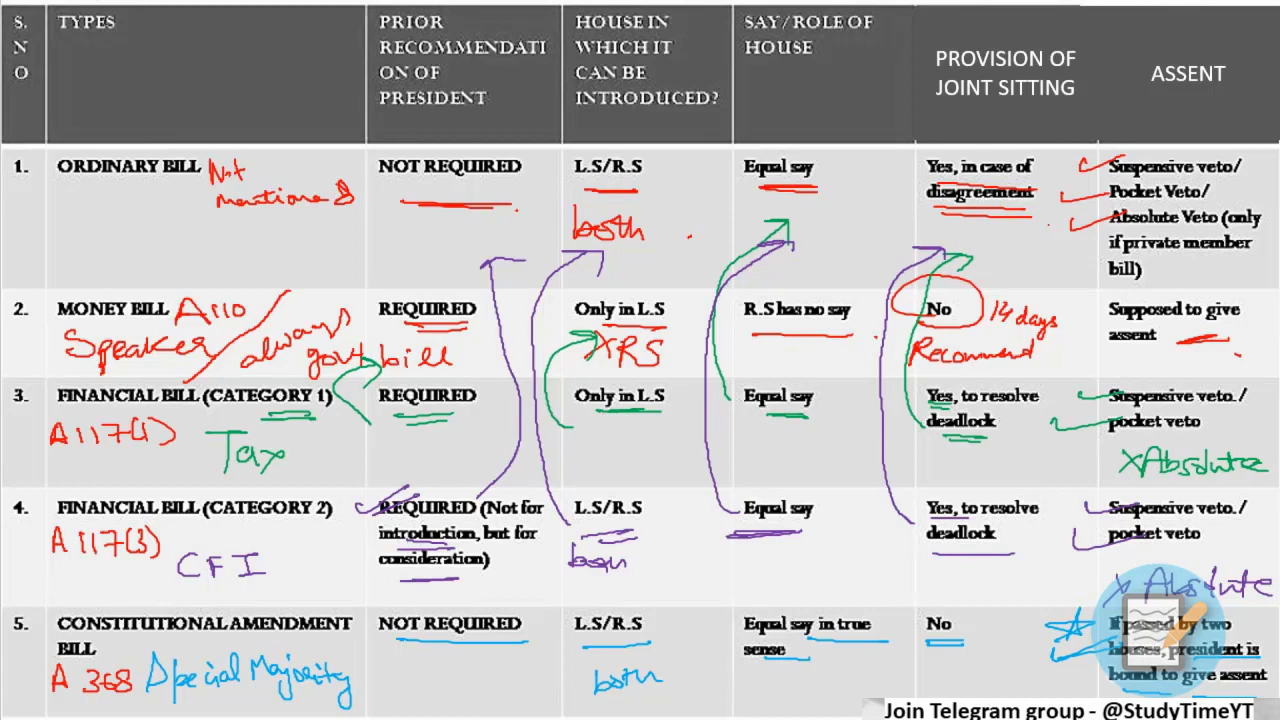 S.
N
O
TYPES
PRIOR
RECOMMENDATI
ON OF
PRESIDENT
HOUSE IN
WHICH IT
CAN BE
INTRODUCED?
SAY/ROLE OF
HOUSE
PROVISION OF
JOINT SITTING
ASSENT
1.
ORDINARY BILL
Not
mentioned
NOT REQUIRED
L.S/R.S
both
Equal say
Yes, in case of
disagreement
Suspensive veto/
Pocket Veto/
Absolute Veto (only
if private member
bill)
2.
MONEY BILL A110
Speaker
always
govt bill
REQUIRED
Only in L.S
X RS
R.S has no say
No
14 days
Recommend
Supposed to give
assent
3.
FINANCIAL BILL (CATEGORY 1)
A 117(1)
Tax
REQUIRED
Only in L.S
Equal say
Yes, to resolve
deadlock
Suspensive veto./
pocket veto
X Absolute
4.
FINANCIAL BILL (CATEGORY 2)
A 117(3)
CFI
REQUIRED (Not for
introduction, but for
consideration)
L.S/R.S
both
Equal say
Yes, to resolve
deadlock
Suspensive veto./
pocket veto
X Absolute
5.
CONSTITUTIONAL AMENDMENT
BILL
A 368 Special Majority
NOT REQUIRED
L.S/R.S
both
Equal say in true
sense
No
If passed by two
houses, president is
bound to give assent
Join Telegram group - @StudyTimeYT